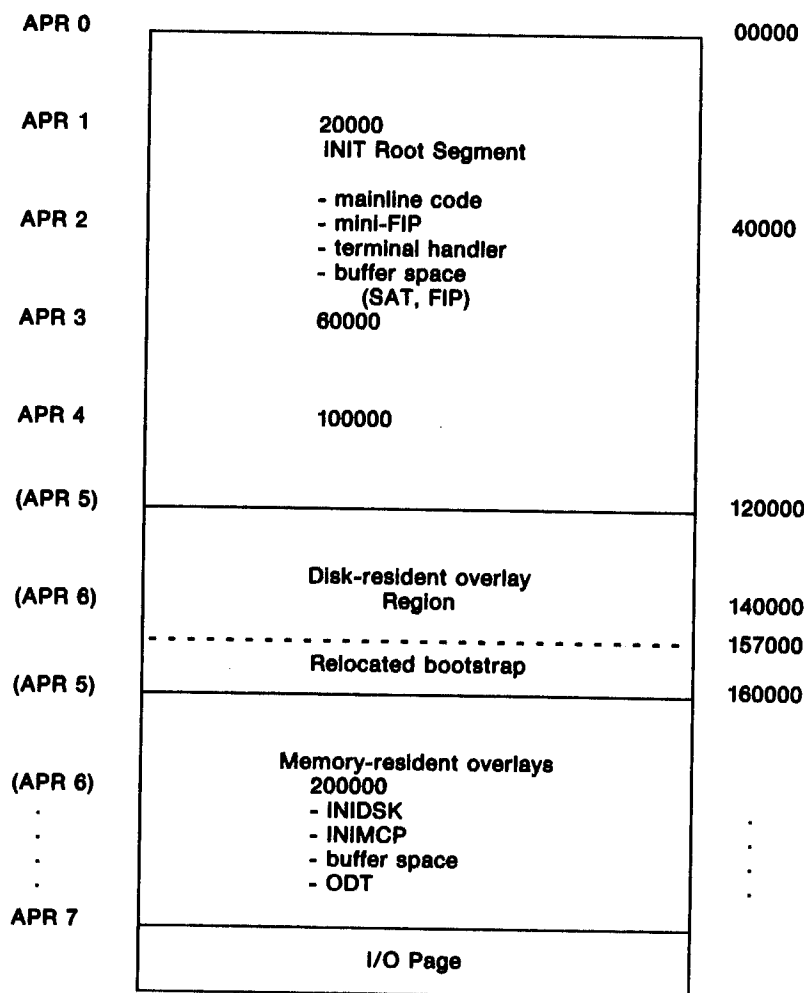 APR 0
00000
APR 1
20000
INIT Root Segment
- mainline code
APR 2
- mini-FIP
40000
- terminal handler
- buffer space
(SAT, FIP)
APR 3
60000
APR 4
100000
(APR 5)
120000
Disk-resident overlay
(APR 6)
Region
140000
157000
Relocated bootstrap
(APR 5)
160000
Memory-resident overlays
(APR 6)
200000
- INIDSK
- INIMCP
- buffer space
- ODT
APR 7
I/O Page